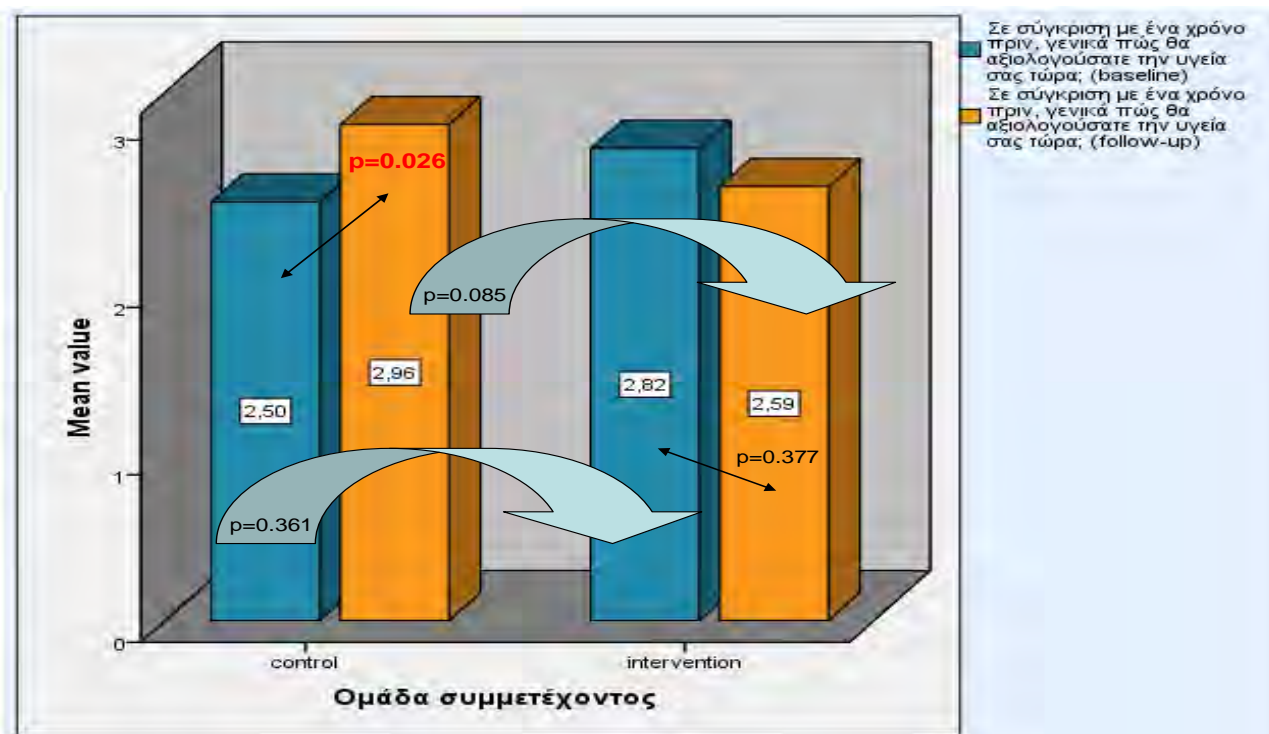 Σε σύγκριση με ένα χρόνο
πριν, γενικά πώς θα
αξιολογούσατε την υγεία
σας τώρα; (baseline)
Σε σύγκριση με ένα χρόνο
πριν, γενικά πώς θα
αξιολογούσατε την υγεία
σας τώρα; (follow-up)
Mean value
3
2
1
0
p=0.026
p=0.085
2,50
2,96
2,82
2,59
p=0.377
p=0.361
control
intervention
Ομάδα συμμετέχοντος